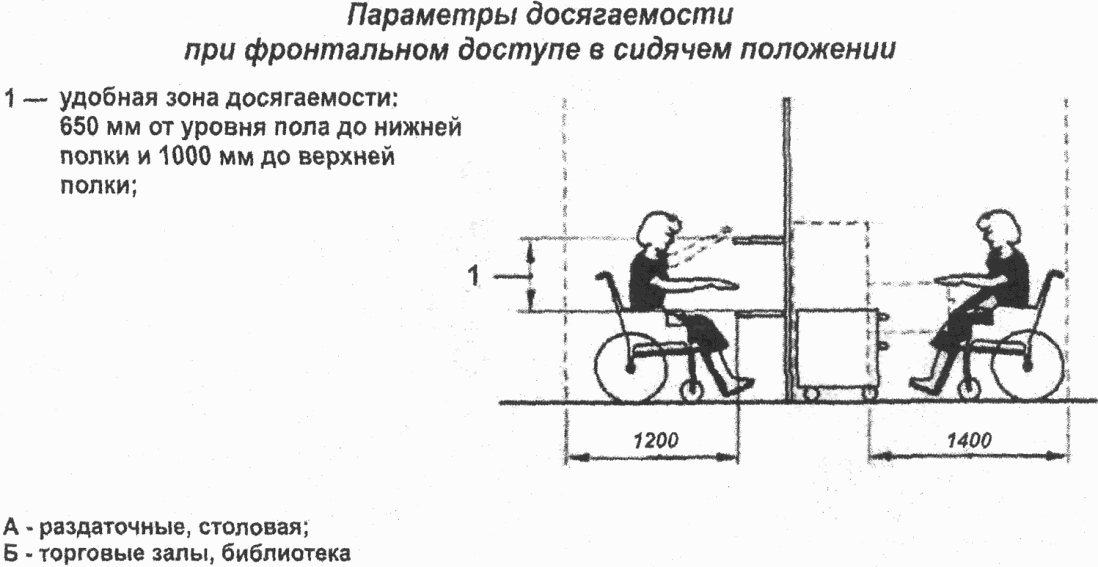 Параметры досягаемости
при фронтальном доступе в сидячем положении
1 — удобная зона досягаемости:
650 мм от уровня пола до нижней
полки и 1000 мм до верхней
полки;
1
1200
1400
А - раздаточные, столовая;
Б - торговые залы, библиотека